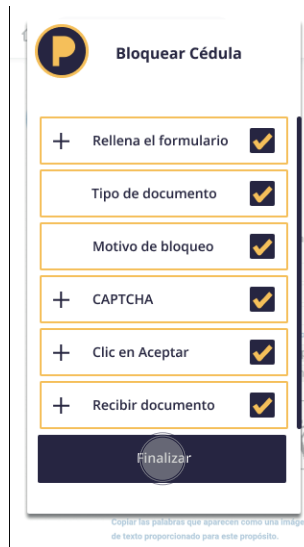 P
Bloquear Cédula
+ Rellena el formulario
Tipo de documento
Motivo de bloqueo
+ CAPTCHA
+ Clic en Aceptar
+ Recibir documento
Finalizar
Copiar las palabras que aparecen como una imáge
de texto proporcionado para este propósito.